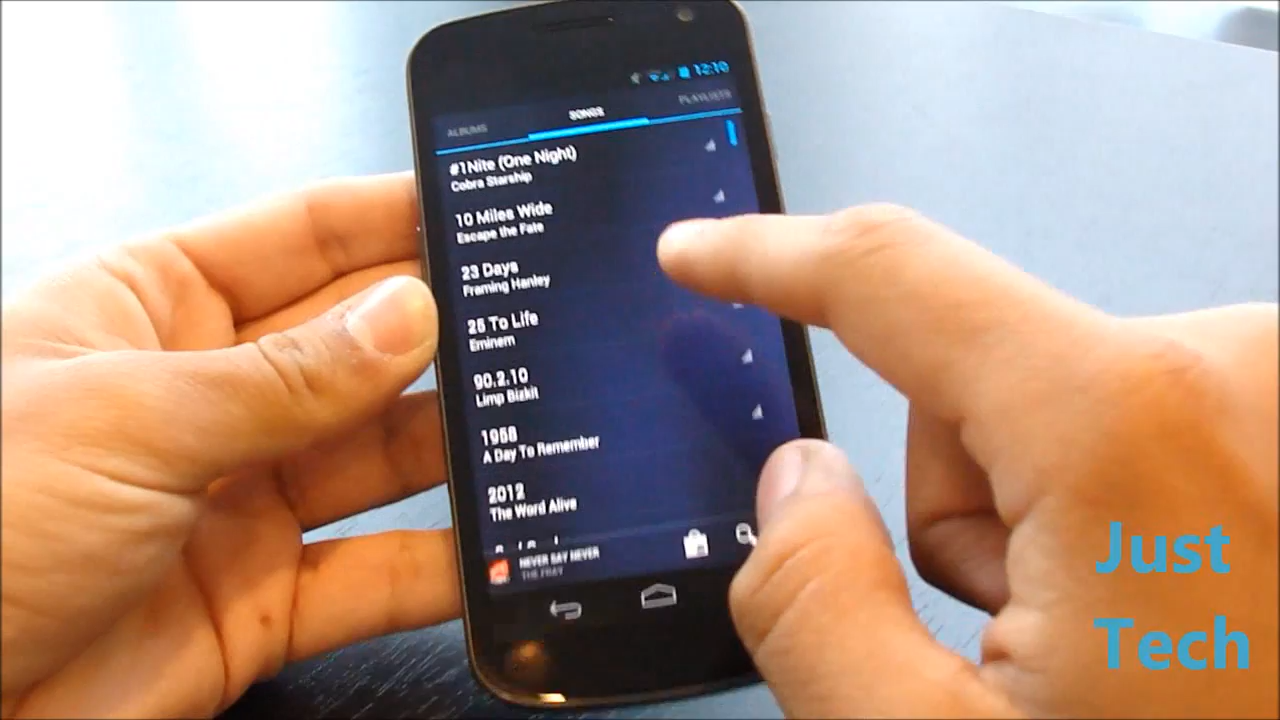 12:10
ALBUMS
SONGS
PLAYLISTS
#1Nite (One Night)
Cobra Starship
10 Miles Wide
Escape the Fate
23 Days
Framing Hanley
25 To Life
Eminem
90.2.10
Limp Bizkit
1958
A Day To Remember
2012
The Word Alive
NEVER SAY NEVER
THE FRAY
Just
Tech